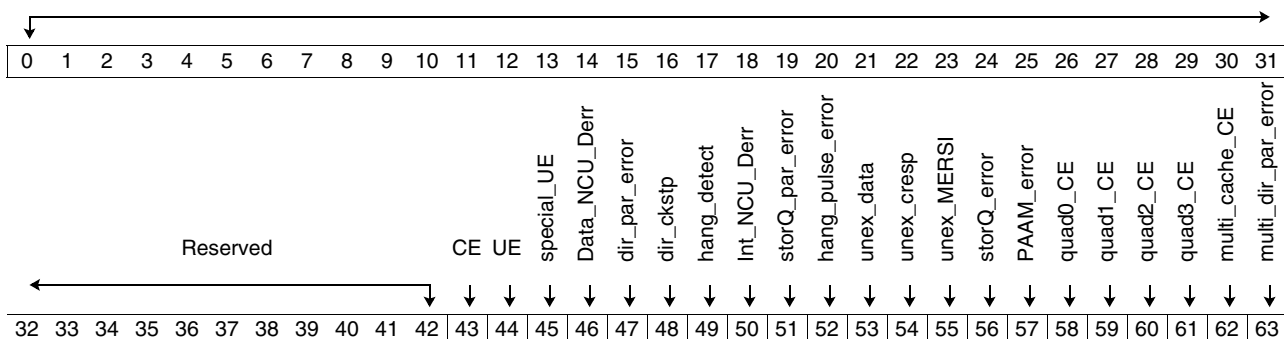 0 1 2 3 4 5 6 7 8 9 10 11 12 13 14 15 16 17 18 19 20 21 22 23 24 25 26 27 28 29 30 31
Reserved
CE
UE
special_UE
Data_NCU_Derr
dir_par_error
dir_ckstp
hang_detect
Int_NCU_Derr
storQ_par_error
hang_pulse_error
unex_data
unex_cresp
unex_MERSI
storQ_error
PAAM_error
quad0_CE
quad1_CE
quad2_CE
quad3_CE
multi_cache_CE
multi_dir_par_error
32 33 34 35 36 37 38 39 40 41 42 43 44 45 46 47 48 49 50 51 52 53 54 55 56 57 58 59 60 61 62 63